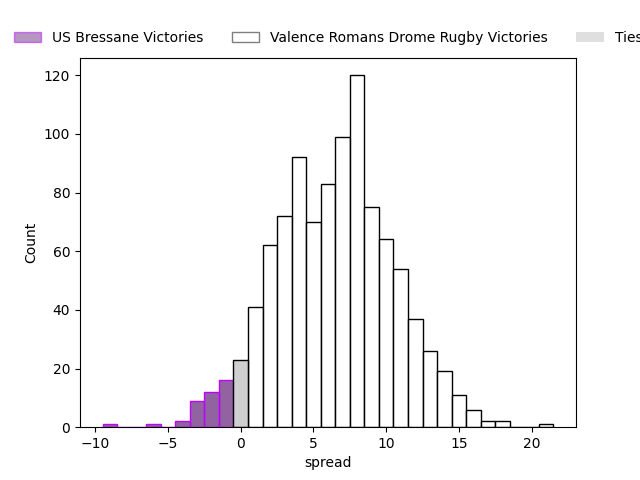 US Bressane Victories Valence Romans Drome Rugby Victories Ties
120
100
80
60
40
20
0
Count
−10 −5 0 5 10 15 20
spread